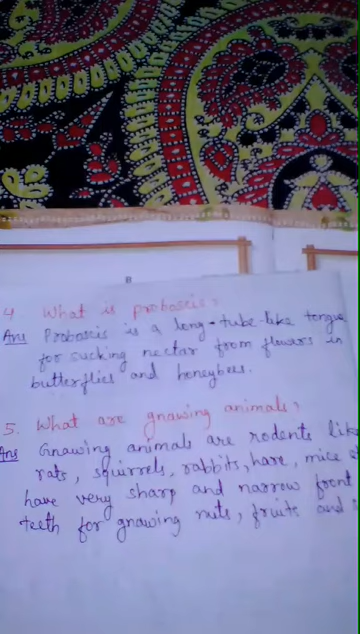 4. What is proboscis?
Ans Proboscis is a long-tube-like tongue
for sucking nectar from flowers in
butterflies and honeybees.
5. What are gnawing animals?
Ans Gnawing animals are rodents like
rats, squirrels, rabbits, hare, mice
have very sharp and narrow front
teeth for gnawing nuts, fruits and